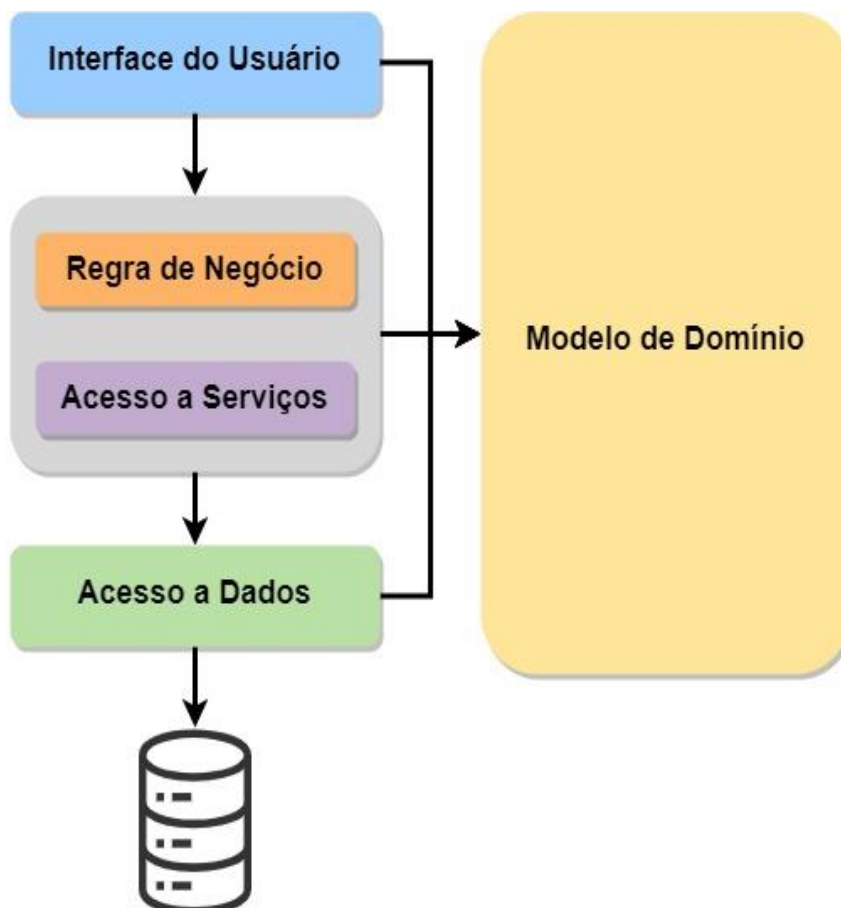 Interface do Usuário
Regra de Negócio
Acesso a Serviços
Modelo de Domínio
Acesso a Dados